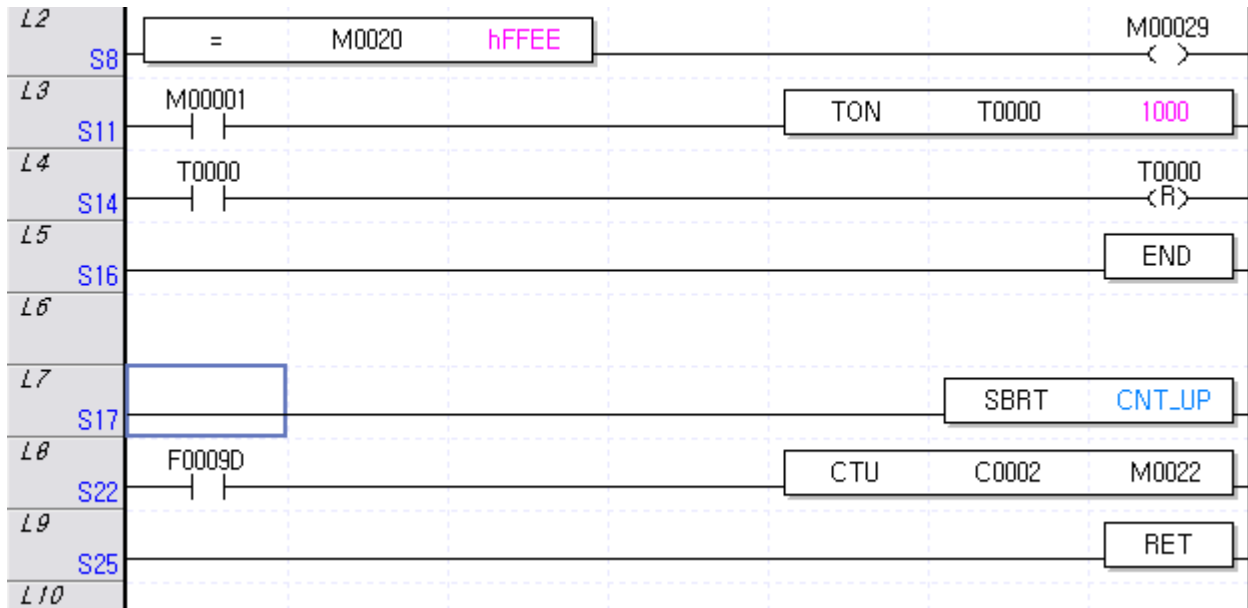 L2
S8
= M0020 hFFEE
M00029
L3
S11
M00001
TON T0000 1000
L4
S14
T0000
T0000
R
L5
S16
END
L6
L7
S17
SBRT CNT_UP
L8
S22
F0009D
CTU C0002 M0022
L9
S25
RET
L10